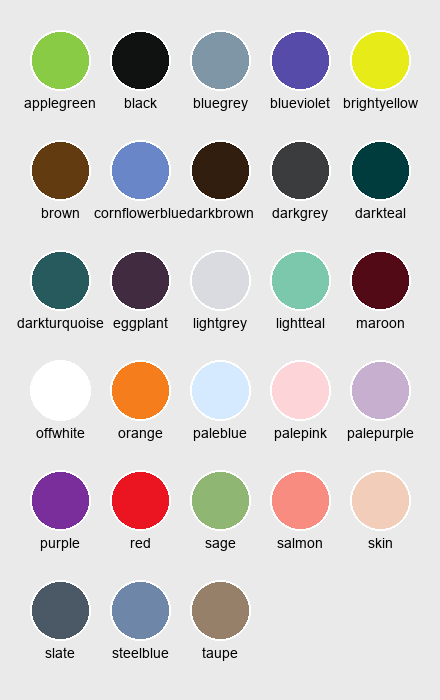 applegreen black bluegrey blueviolet brightyellow
brown cornflowerblue darkbrown darkgrey darkteal
darkturquoise eggplant lightgrey lightteal maroon
offwhite orange paleblue palepink palepurple
purple red sage salmon skin
slate steelblue taupe